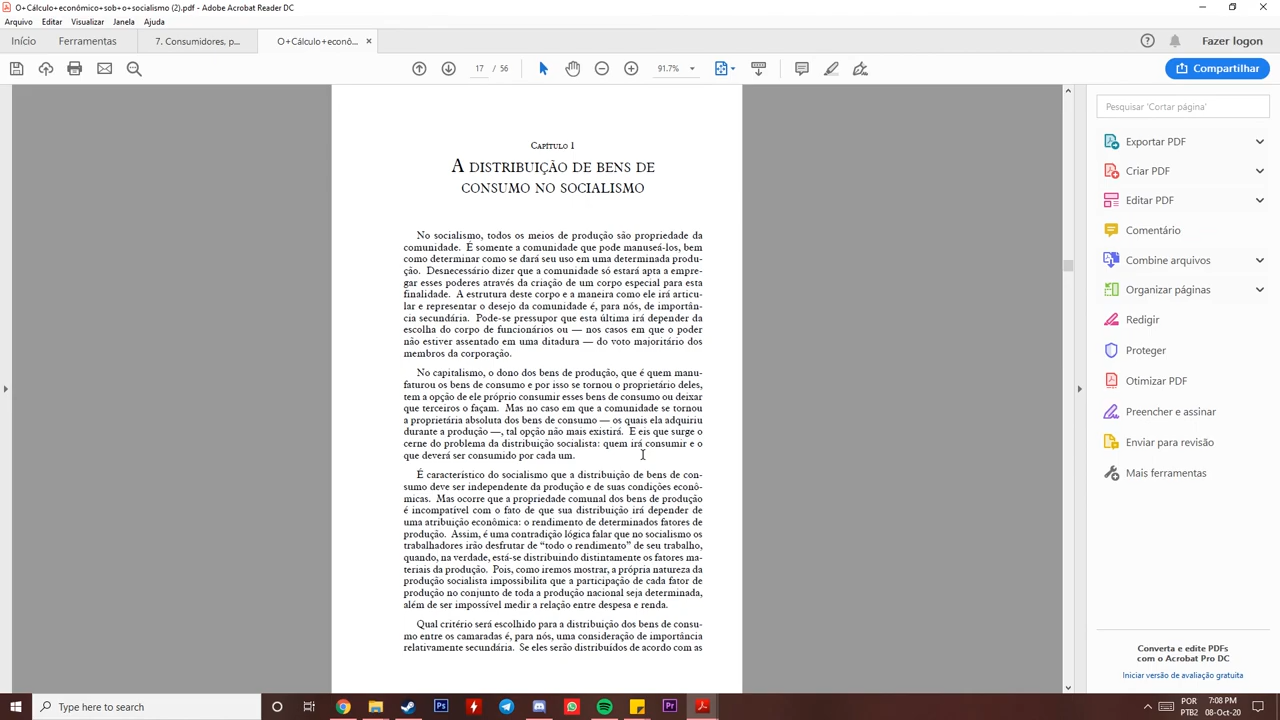 O+Cálculo+econômico+sob+o+socialismo (2).pdf - Adobe Acrobat Reader DC
Arquivo Editar Visualizar Janela Ajuda
Início Ferramentas 7. Consumidores, p... O+Cálculo+econô... × Fazer logon
17 / 56 91.7% Compartilhar
Capítulo 1
A distribuição de bens de
consumo no socialismo
No socialismo, todos os meios de produção são propriedade da
comunidade. É somente a comunidade que pode manuseá-los, bem
como determinar como se dará seu uso em uma determinada produ-
ção. Desnecessário dizer que a comunidade só estará apta a empre-
gar esses poderes através da criação de um corpo especial para esta
finalidade. A estrutura deste corpo e a maneira como ele irá articu-
lar e representar o desejo da comunidade é, para nós, de importân-
cia secundária. Pode-se pressupor que esta última irá depender da
escolha do corpo de funcionários ou — nos casos em que o poder
não estiver assentado em uma ditadura — do voto majoritário dos
membros da corporação.
No capitalismo, o dono dos bens de produção, que é quem manu-
faturou os bens de consumo e por isso se tornou o proprietário deles,
tem a opção de ele próprio consumir esses bens de consumo ou deixar
que terceiros o façam. Mas no caso em que a comunidade se tornou
a proprietária absoluta dos bens de consumo — os quais ela adquiriu
durante a produção —, tal opção não mais existirá. E eis que surge o
cerne do problema da distribuição socialista: quem irá consumir e o
que deverá ser consumido por cada um.
É característico do socialismo que a distribuição de bens de con-
sumo deve ser independente da produção e de suas condições econô-
micas. Mas ocorre que a propriedade comunal dos bens de produção
é incompatível com o fato de que sua distribuição irá depender de
uma atribuição econômica: o rendimento de determinados fatores de
produção. Assim, é uma contradição lógica falar que no socialismo os
trabalhadores irão desfrutar de “todo o rendimento” de seu trabalho,
quando, na verdade, está-se distribuindo distintamente os fatores ma-
teriais da produção. Pois, como iremos mostrar, a própria natureza da
produção socialista impossibilita que a participação de cada fator de
produção no conjunto de toda a produção nacional seja determinada,
além de ser impossível medir a relação entre despesa e renda.
Qual critério será escolhido para a distribuição dos bens de consu-
mo entre os camaradas é, para nós, uma consideração de importância
relativamente secundária. Se eles serão distribuídos de acordo com as
Pesquisar 'Cortar página'
Exportar PDF
Criar PDF
Editar PDF
Comentário
Combine arquivos
Organizar páginas
Redigir
Proteger
Otimizar PDF
Preencher e assinar
Enviar para revisão
Mais ferramentas
Converta e edite PDFs
com o Acrobat Pro DC
Iniciar versão de avaliação gratuita
Type here to search
Ps
Pr
POR
PTB2
7:08 PM
08-Oct-20